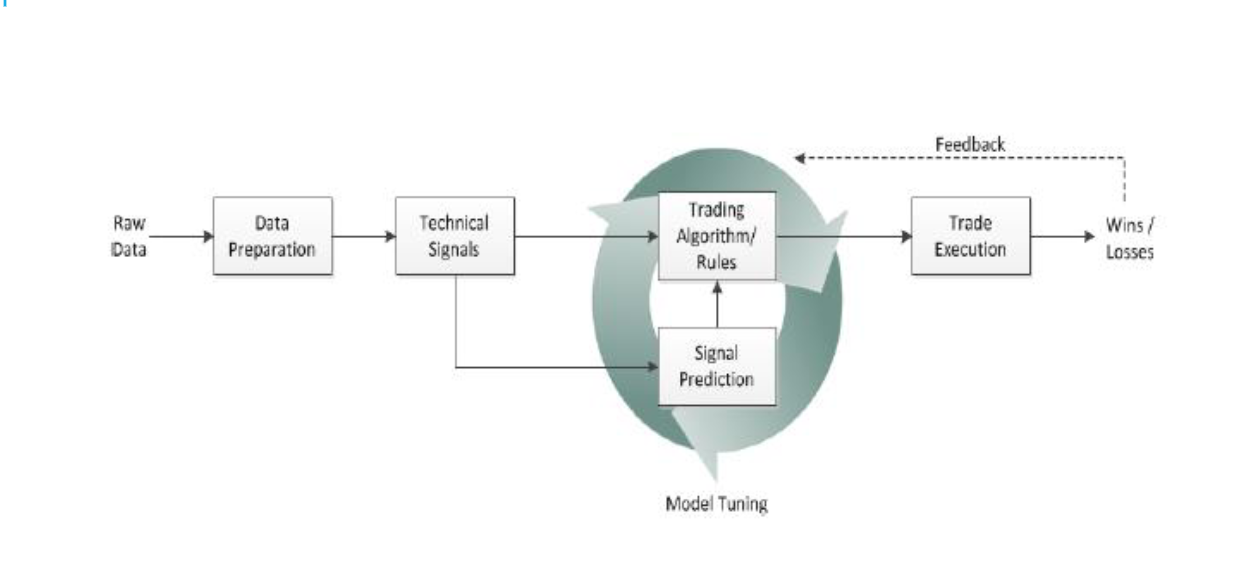 Feedback
Raw
Data
Data
Preparation
Technical
Signals
Trading
Algorithm/
Rules
Trade
Execution
Wins /
Losses
Signal
Prediction
Model Tuning